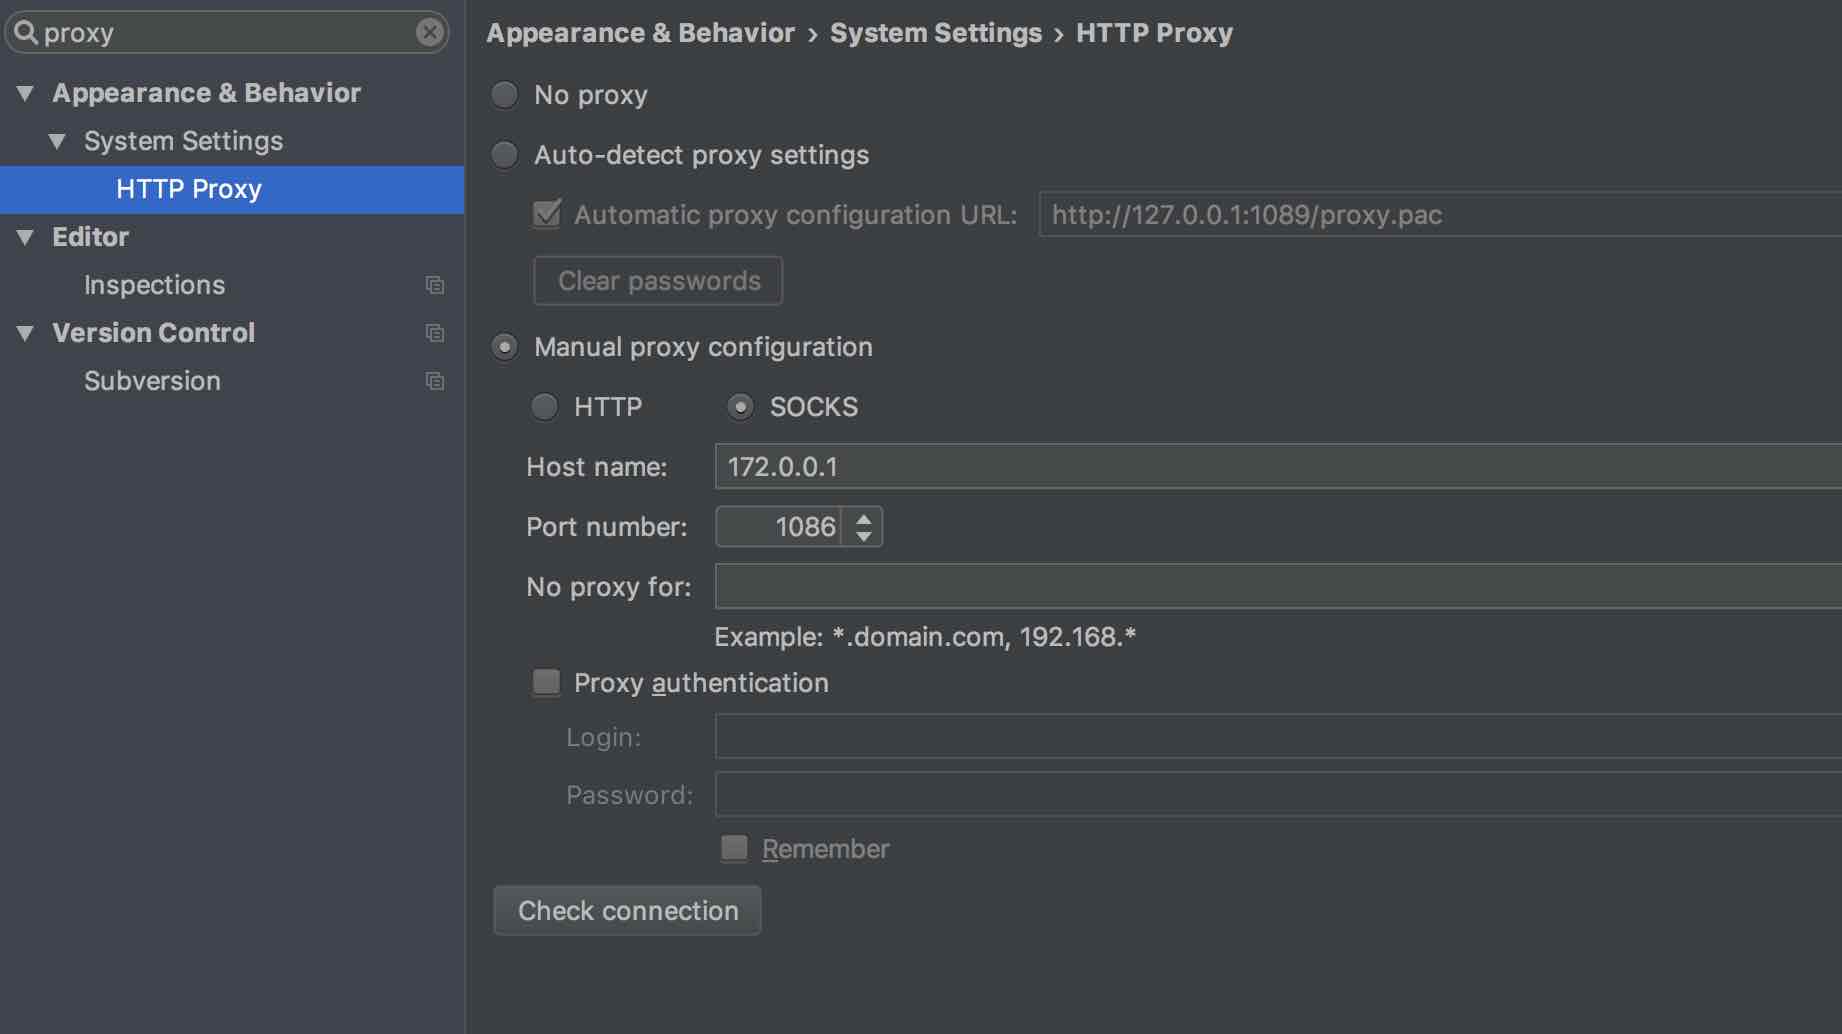 proxy
Appearance & Behavior
System Settings
HTTP Proxy
Editor
Inspections
Version Control
Subversion
Appearance & Behavior › System Settings › HTTP Proxy
No proxy
Auto-detect proxy settings
Automatic proxy configuration URL: http://127.0.0.1:1089/proxy.pac
Clear passwords
Manual proxy configuration
HTTP SOCKS
Host name: 172.0.0.1
Port number: 1086
No proxy for:
Example: *.domain.com, 192.168.*
Proxy authentication
Login:
Password:
Remember
Check connection